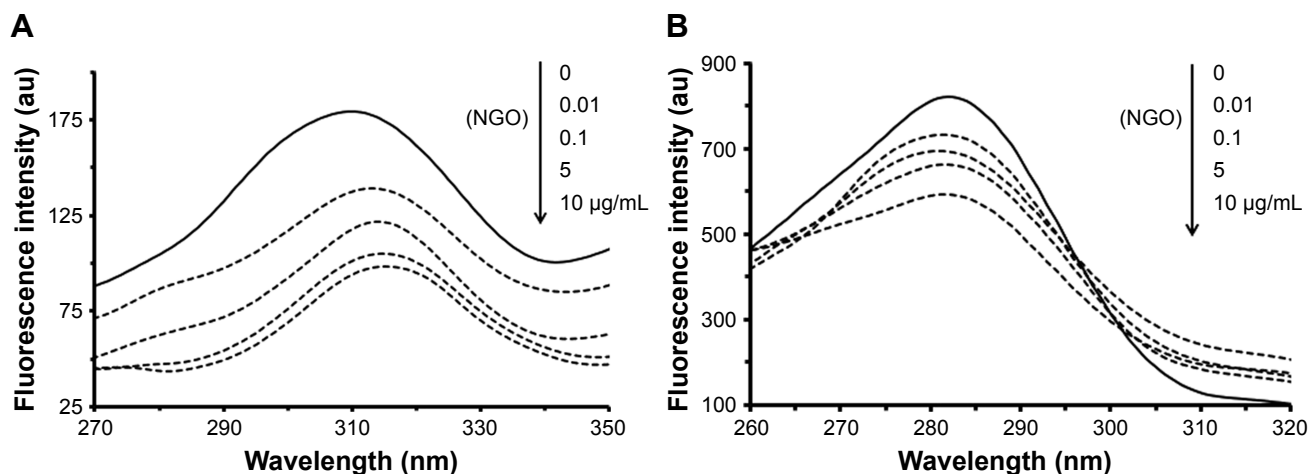 A
Fluorescence intensity (au)
175
125
75
25
270
290
310
330
350
Wavelength (nm)
(NGO)
0
0.01
0.1
5
10 µg/mL
B
Fluorescence intensity (au)
900
700
500
300
100
260
270
280
290
300
310
320
Wavelength (nm)
(NGO)
0
0.01
0.1
5
10 µg/mL